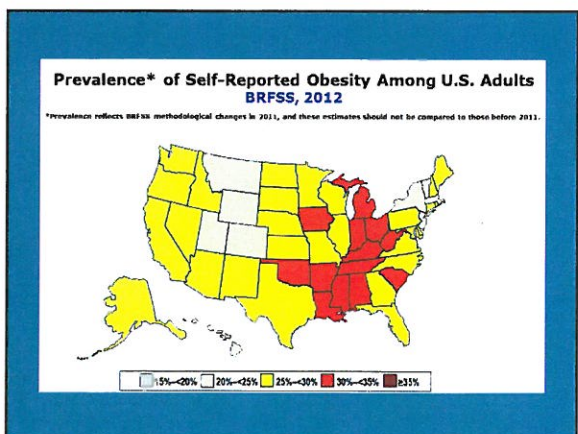 Prevalence* of Self-Reported Obesity Among U.S. Adults
BRFSS, 2012
*Prevalence reflects BRFSS methodological changes in 2011, and these estimates should not be compared to those before 2011.
15%–<20% 20%–<25% 25%–<30% 30%–<35% ≥35%